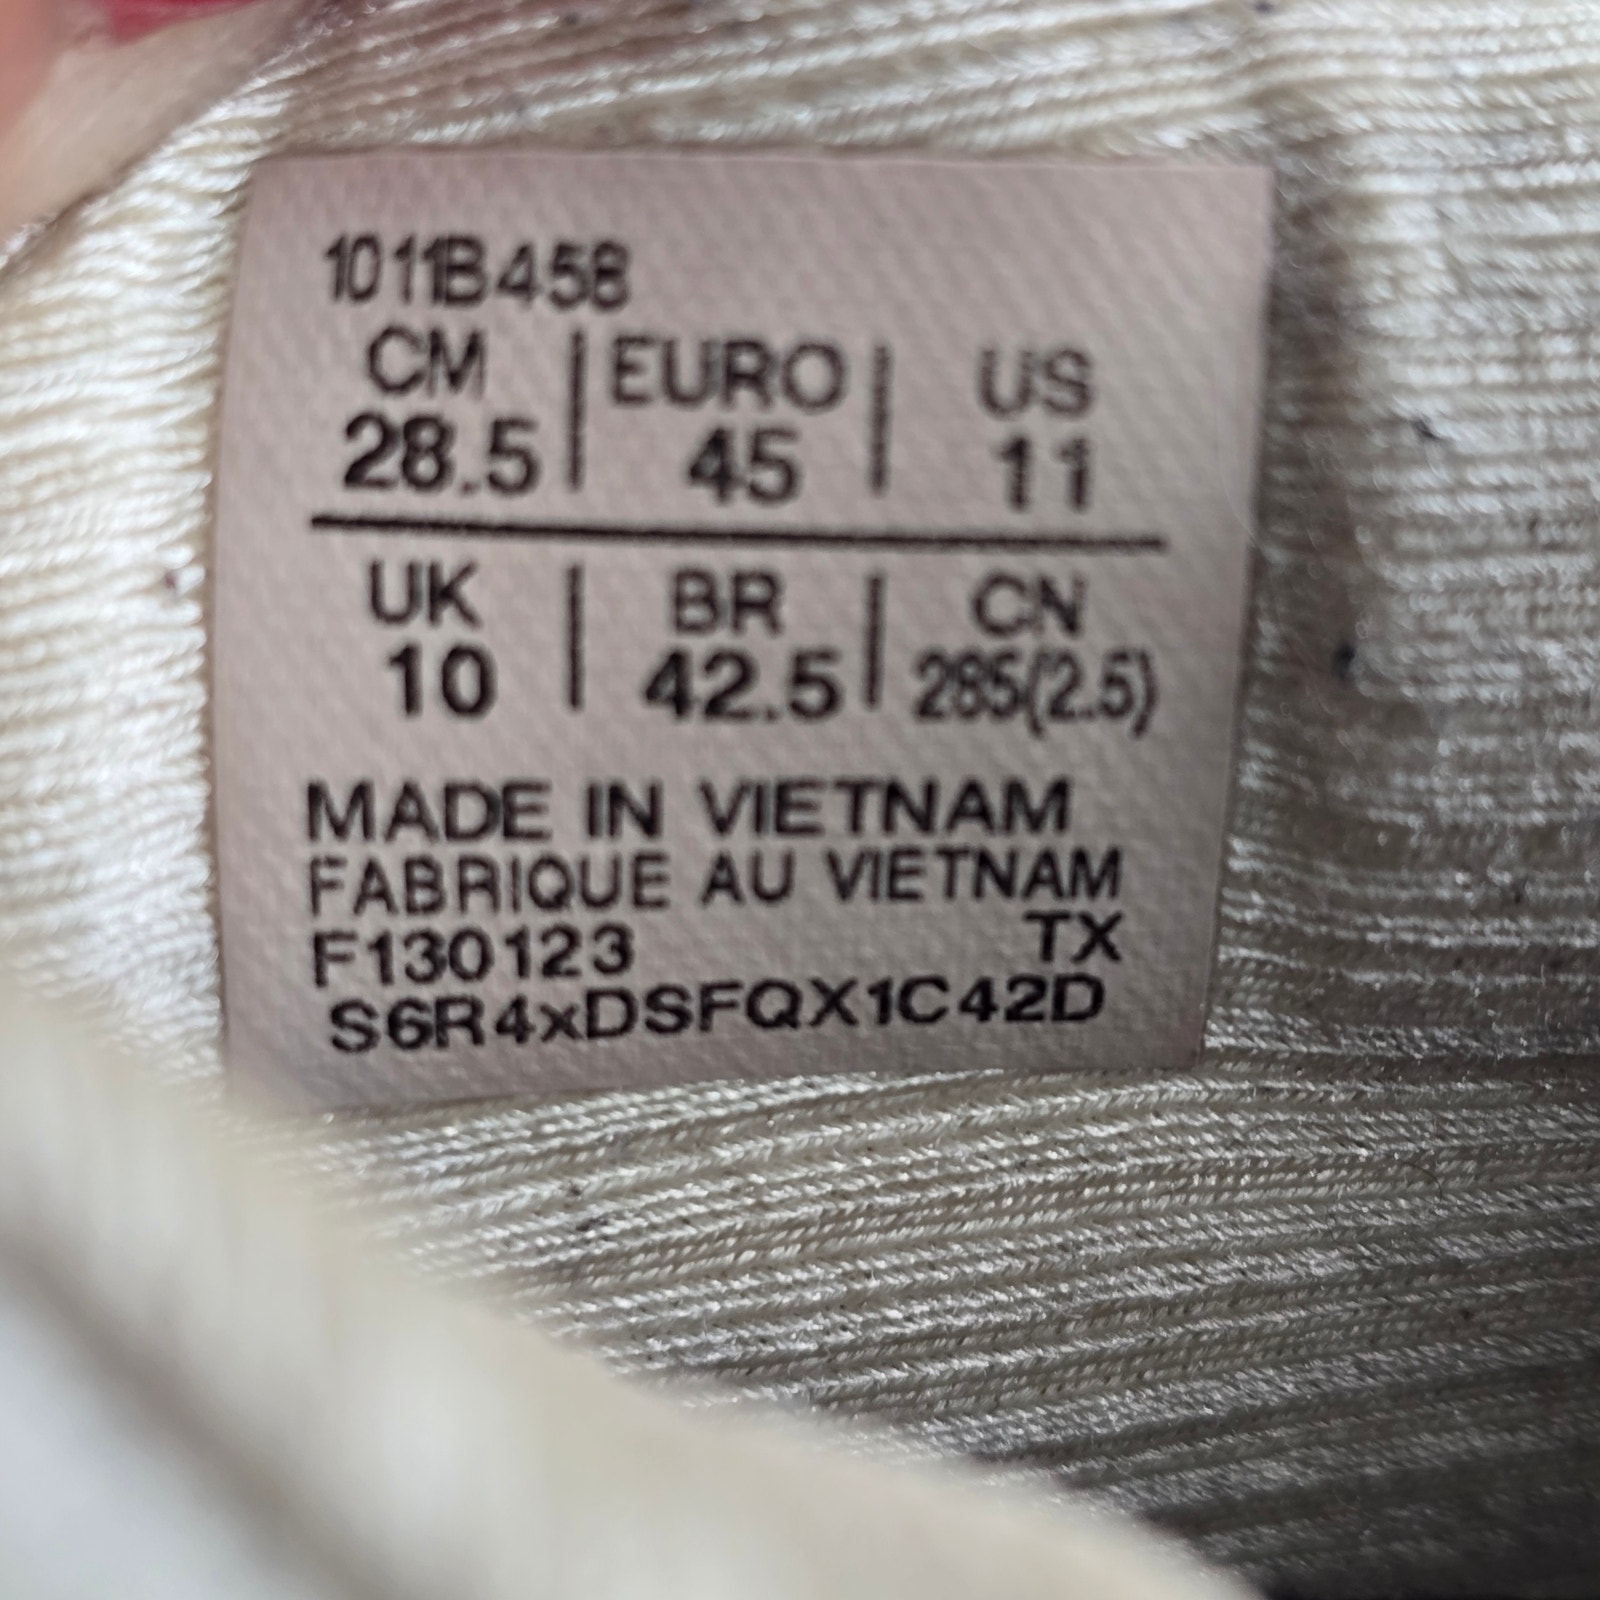 1011B458
CM | EURO | US
28.5 | 45 | 11
UK | BR | CN
10 | 42.5 | 285(2.5)
MADE IN VIETNAM
FABRIQUE AU VIETNAM
F130123 TX
S6R4xDSFQX1C42D